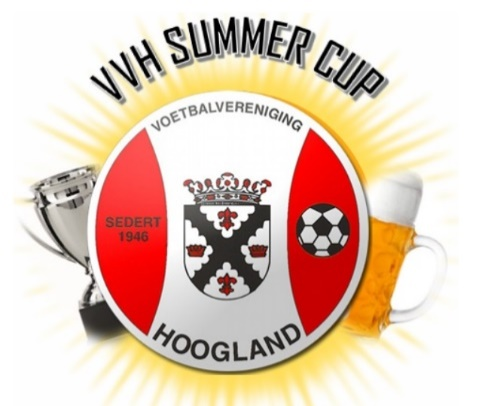 VVH SUMMER CUP
VOETBALVERENIGING
SEDERT
1946
HOOGLAND